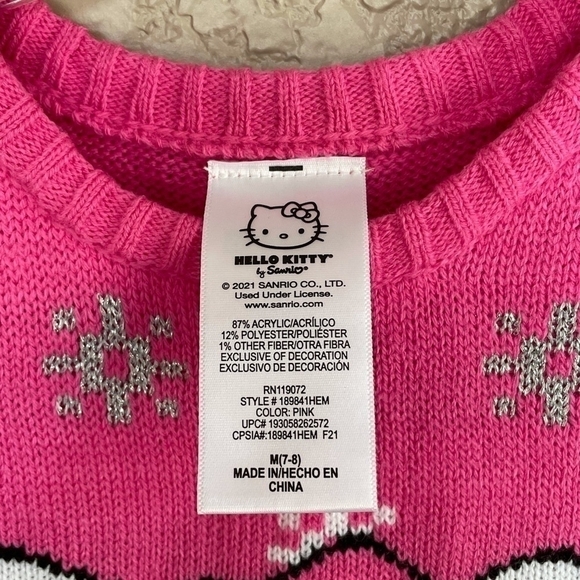 HELLO KITTY®
by Sanrio
© 2021 SANRIO CO., LTD.
Used Under License.
www.sanrio.com
87% ACRYLIC/ACRÍLICO
12% POLYESTER/POLIÉSTER
1% OTHER FIBER/OTRA FIBRA
EXCLUSIVE OF DECORATION
EXCLUSIVO DE DECORACIÓN
RN119072
STYLE # 189841HEM
COLOR: PINK
UPC# 193058262572
CPSIA#:189841HEM F21
M(7-8)
MADE IN/HECHO EN
CHINA